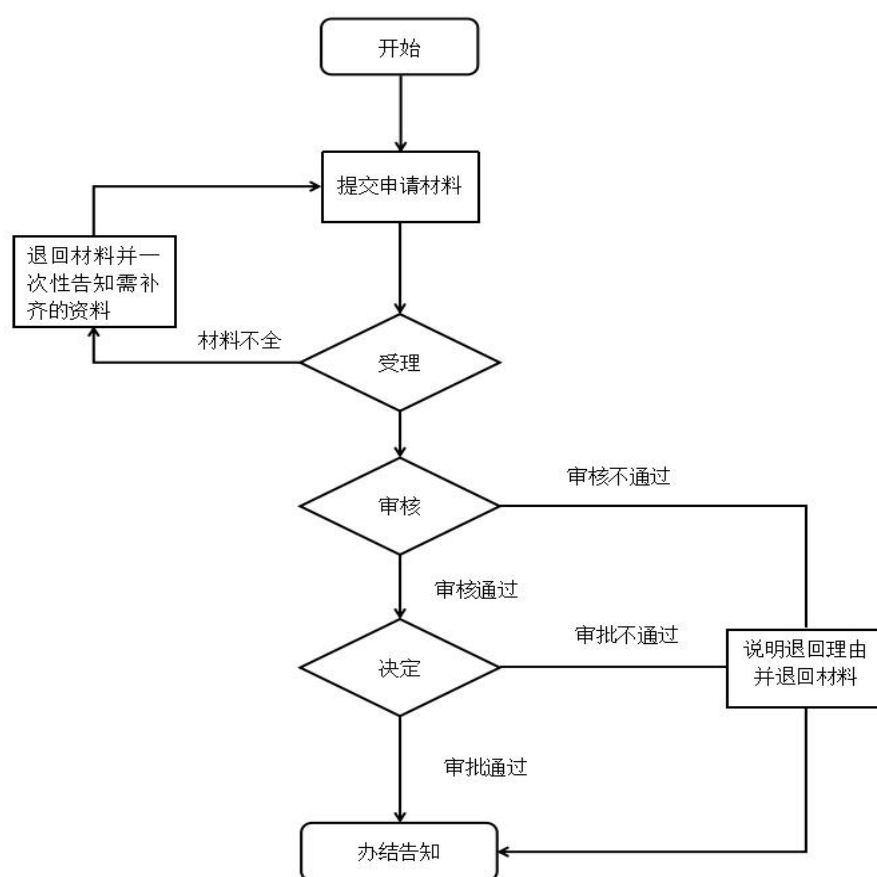 开始
提交申请材料
退回材料并一
次性告知需补
齐的资料
材料不全
受理
审核不通过
审核
审核通过
审批不通过
决定
说明退回理由
并退回材料
审批通过
办结告知